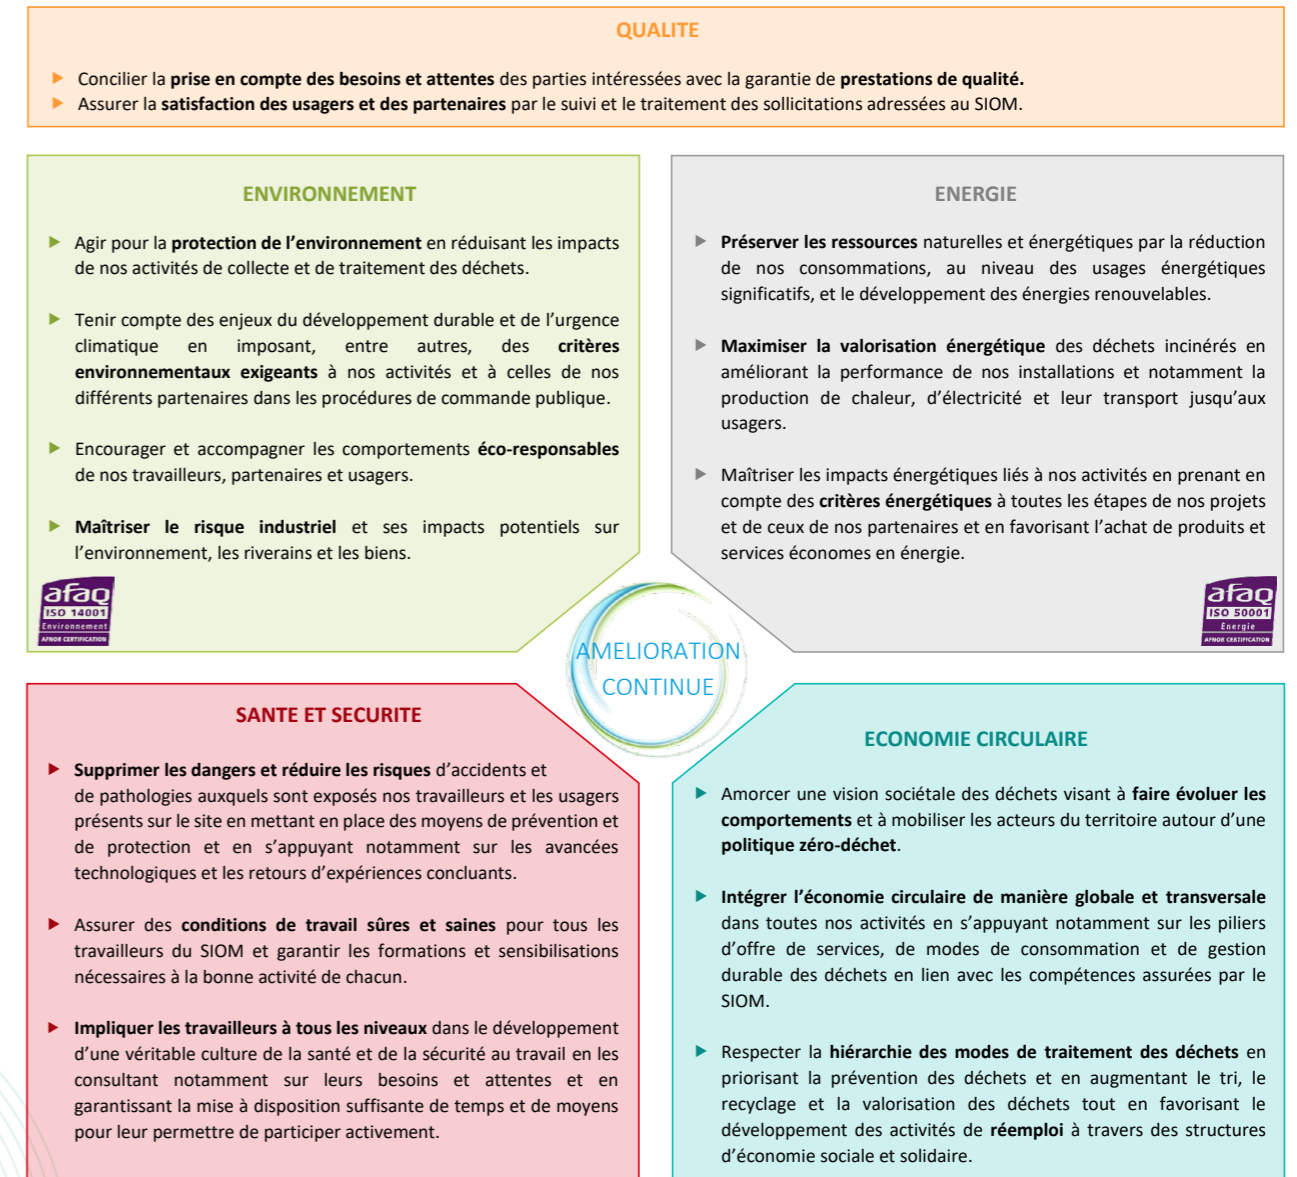 QUALITE
Concilier la prise en compte des besoins et attentes des parties intéressées avec la garantie de prestations de qualité.
Assurer la satisfaction des usagers et des partenaires par le suivi et le traitement des sollicitations adressées au SIOM.
ENVIRONNEMENT
Agir pour la protection de l’environnement en réduisant les impacts
de nos activités de collecte et de traitement des déchets.
Tenir compte des enjeux du développement durable et de l’urgence
climatique en imposant, entre autres, des critères
environnementaux exigeants à nos activités et à celles de nos
différents partenaires dans les procédures de commande publique.
Encourager et accompagner les comportements éco-responsables
de nos travailleurs, partenaires et usagers.
Maîtriser le risque industriel et ses impacts potentiels sur
l’environnement, les riverains et les biens.
afaq
ISO 14001
Environnement
AFNOR CERTIFICATION
ENERGIE
Préserver les ressources naturelles et énergétiques par la réduction
de nos consommations, au niveau des usages énergétiques
significatifs, et le développement des énergies renouvelables.
Maximiser la valorisation énergétique des déchets incinérés en
améliorant la performance de nos installations et notamment la
production de chaleur, d’électricité et leur transport jusqu’aux
usagers.
Maîtriser les impacts énergétiques liés à nos activités en prenant en
compte des critères énergétiques à toutes les étapes de nos projets
et de ceux de nos partenaires et en favorisant l’achat de produits et
services économes en énergie.
afaq
ISO 50001
Energie
AFNOR CERTIFICATION
AMELIORATION
CONTINUE
SANTE ET SECURITE
Supprimer les dangers et réduire les risques d’accidents et
de pathologies auxquels sont exposés nos travailleurs et les usagers
présents sur le site en mettant en place des moyens de prévention et
de protection et en s’appuyant notamment sur les avancées
technologiques et les retours d’expériences concluants.
Assurer des conditions de travail sûres et saines pour tous les
travailleurs du SIOM et garantir les formations et sensibilisations
nécessaires à la bonne activité de chacun.
Impliquer les travailleurs à tous les niveaux dans le développement
d’une véritable culture de la santé et de la sécurité au travail en les
consultant notamment sur leurs besoins et attentes et en
garantissant la mise à disposition suffisante de temps et de moyens
pour leur permettre de participer activement.
ECONOMIE CIRCULAIRE
Amorcer une vision sociétale des déchets visant à faire évoluer les
comportements et à mobiliser les acteurs du territoire autour d’une
politique zéro-déchet.
Intégrer l’économie circulaire de manière globale et transversale
dans toutes nos activités en s’appuyant notamment sur les piliers
d’offre de services, de modes de consommation et de gestion
durable des déchets en lien avec les compétences assurées par le
SIOM.
Respecter la hiérarchie des modes de traitement des déchets en
priorisant la prévention des déchets et en augmentant le tri, le
recyclage et la valorisation des déchets tout en favorisant le
développement des activités de réemploi à travers des structures
d’économie sociale et solidaire.